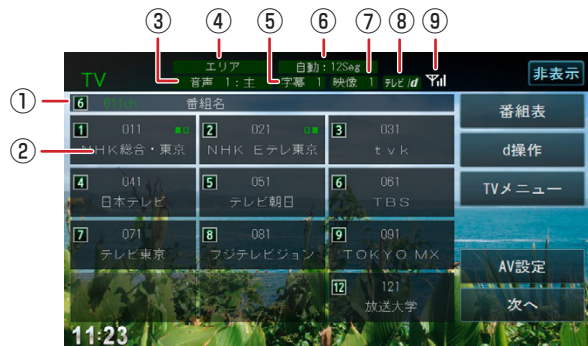 ③ ④ ⑤ ⑥ ⑦ ⑧ ⑨
TV エリア 自動：12Seg
音声 1：主 字幕 1 映像 1 テレビ/d 非表示
① 6 011ch 番組名
番組表
② 1 011 2 021 3 031
NHK総合・東京 NHK Eテレ東京 tvk
d操作
4 041 5 051 6 061
日本テレビ テレビ朝日 TBS
TVメニュー
7 071 8 081 9 091
テレビ東京 フジテレビジョン TOKYO MX
AV設定
12 121
放送大学
次へ
11:23